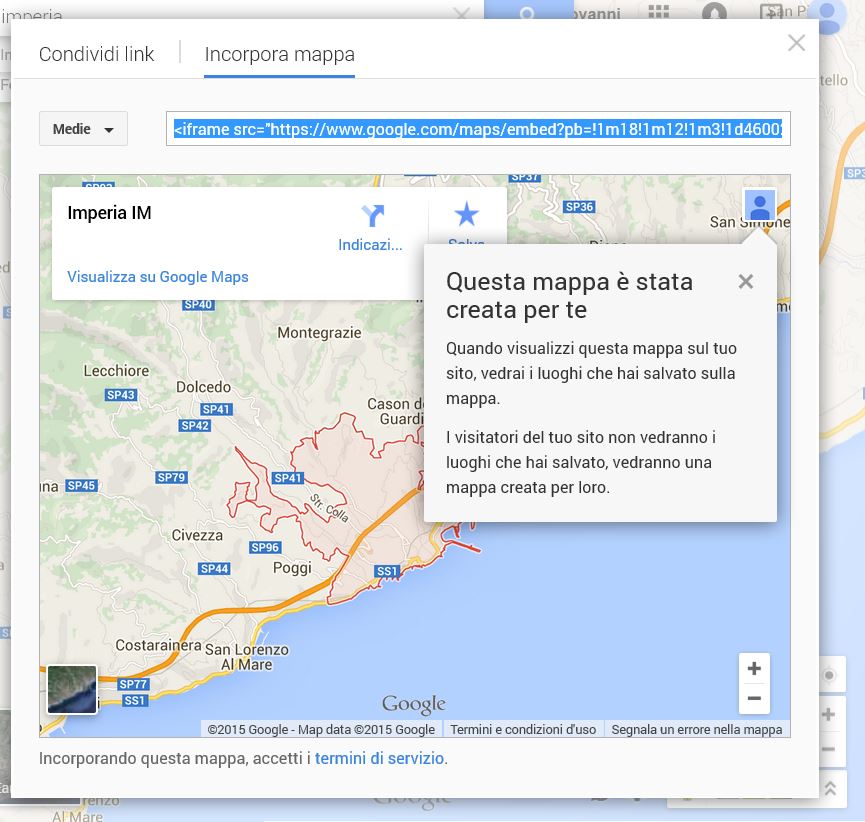 imperia
ovanni
San Pi
Condividi link
Incorpora mappa
Medie
<iframe src="https://www.google.com/maps/embed?pb=!1m18!1m12!1m3!1d4600
SP37
SP36
San Simone
Imperia IM
Indicazi...
Salva
Visualizza su Google Maps
Questa mappa è stata
creata per te
Quando visualizzi questa mappa sul tuo
sito, vedrai i luoghi che hai salvato sulla
mappa.
I visitatori del tuo sito non vedranno i
luoghi che hai salvato, vedranno una
mappa creata per loro.
SP40
Montegrazie
Lecchiore
SP43
Dolcedo
SP41
SP42
Cason de
Guardi
SP79
SP41
SP45
Str. Colla
Civezza
SP96
SP44
Poggi
SS1
Costarainera
San Lorenzo
Al Mare
SP77
SS1
Google
©2015 Google - Map data ©2015 Google
Termini e condizioni d'uso
Segnala un errore nella mappa
Incorporando questa mappa, accetti i termini di servizio.
tello
renzo
Al Mare
Google